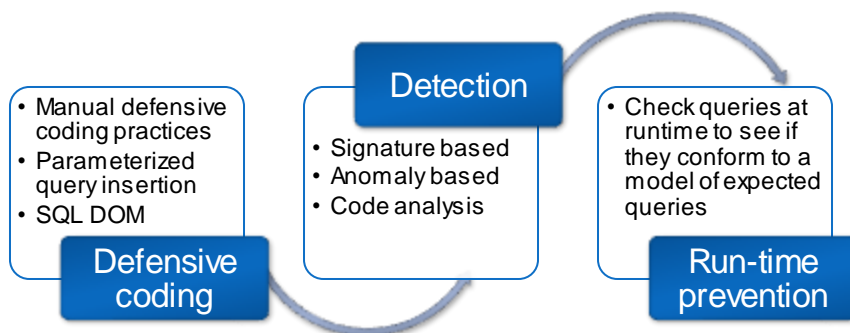 • Manual defensive
coding practices
• Parameterized
query insertion
• SQL DOM
Defensive
coding
Detection
• Signature based
• Anomaly based
• Code analysis
• Check queries at
runtime to see if
they conform to a
model of expected
queries
Run-time
prevention